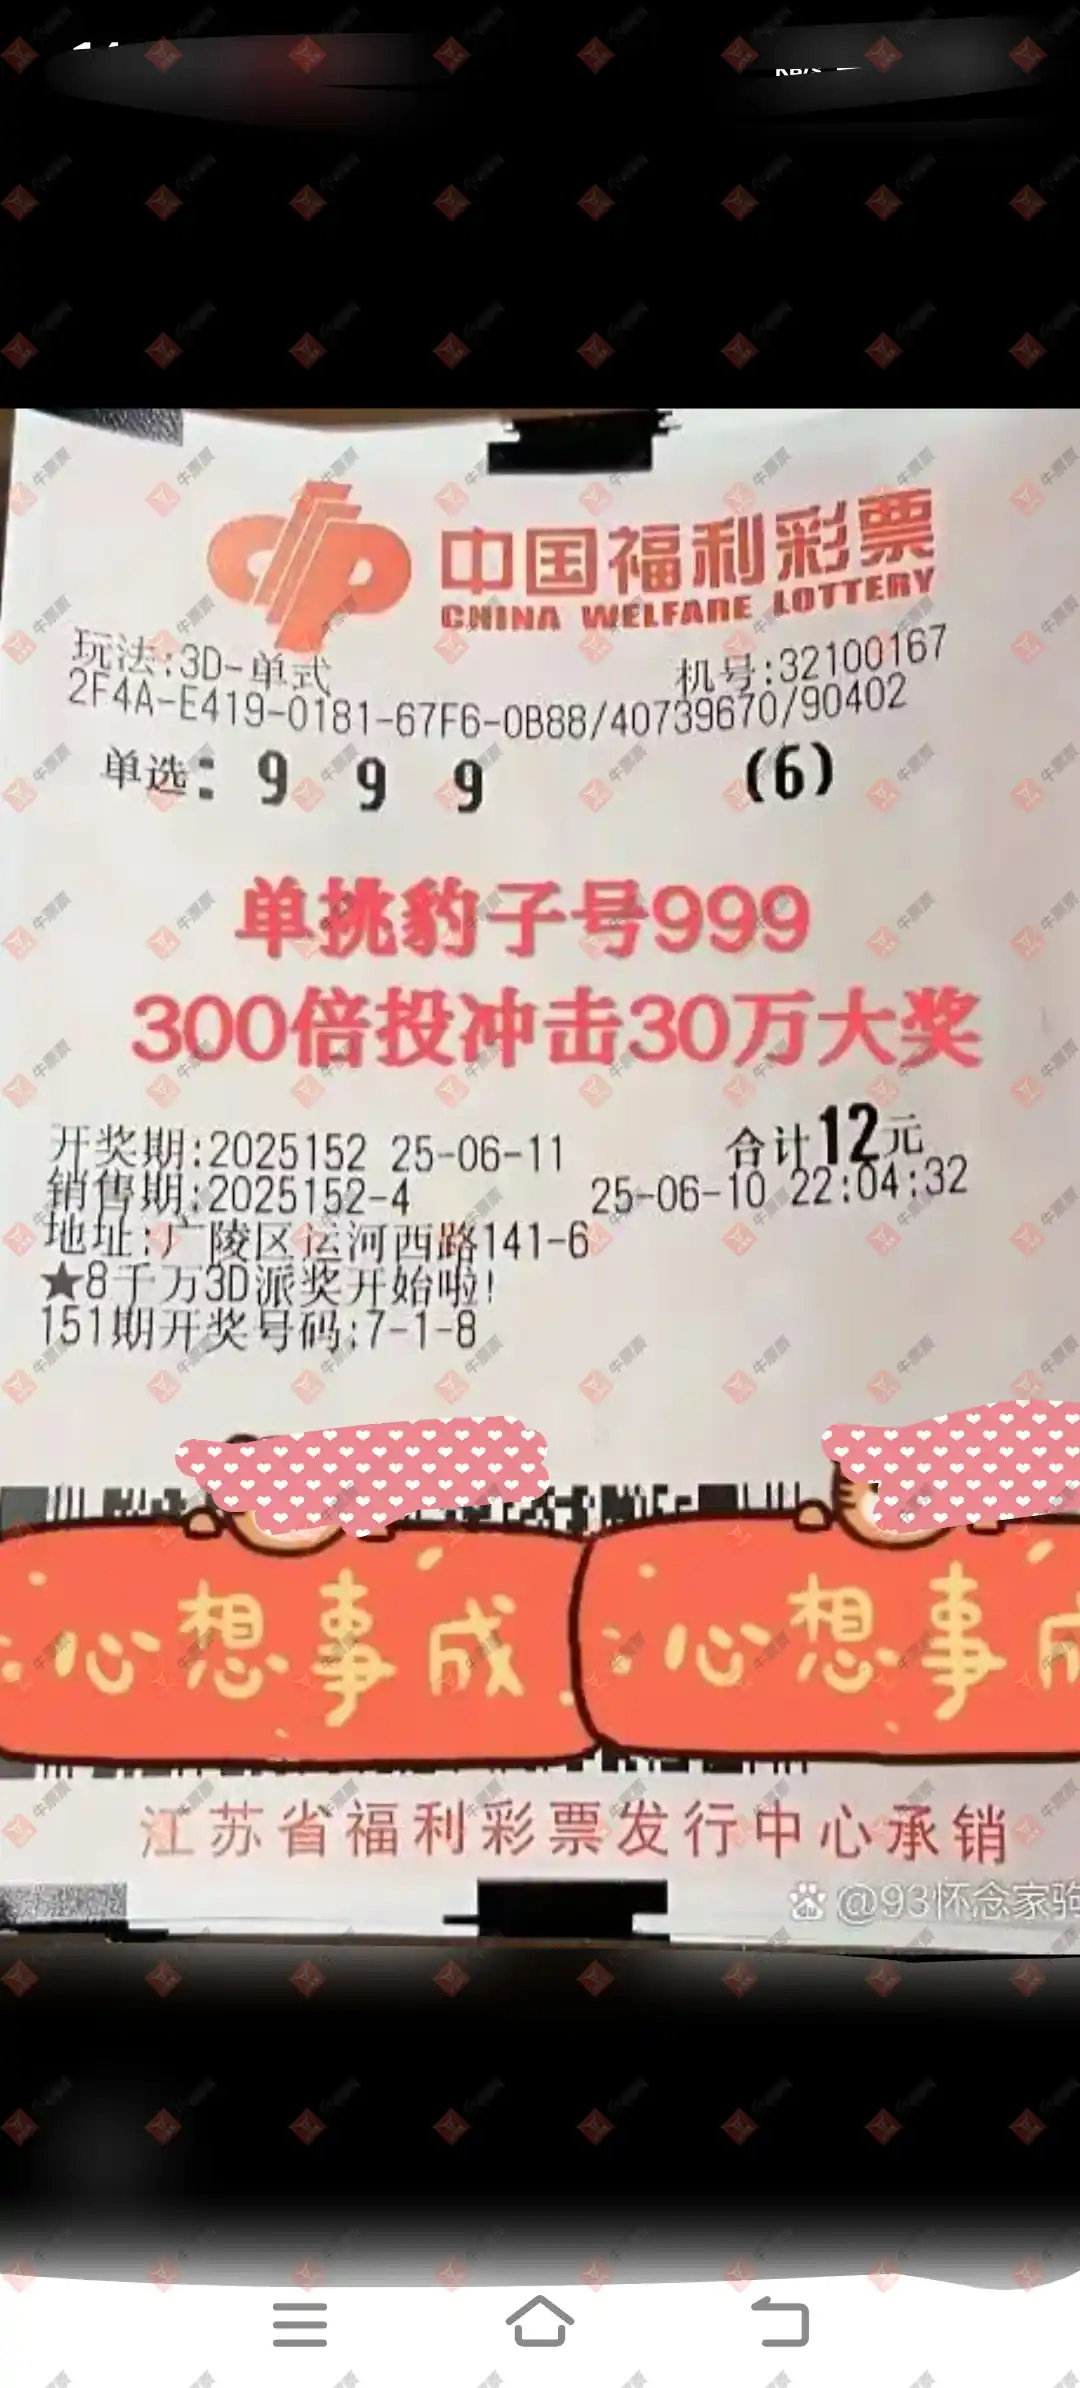 中国福利彩票
CHINA WELFARE LOTTERY
玩法:3D-单式 机号:32100167
2F4A-E419-0181-67F6-0B88/40739670/90402
单选: 9 9 9 (6)
单挑豹子号999
300倍投冲击30万大奖
开奖期:2025152 25-06-11 合计12元
销售期:2025152-4 25-06-10 22:04:32
地址:广陵区运河西路141-6
★8千万3D派奖开始啦!
151期开奖号码:7-1-8
心想事成 心想事成
江苏省福利彩票发行中心承销
@93怀念家驹
牛票票